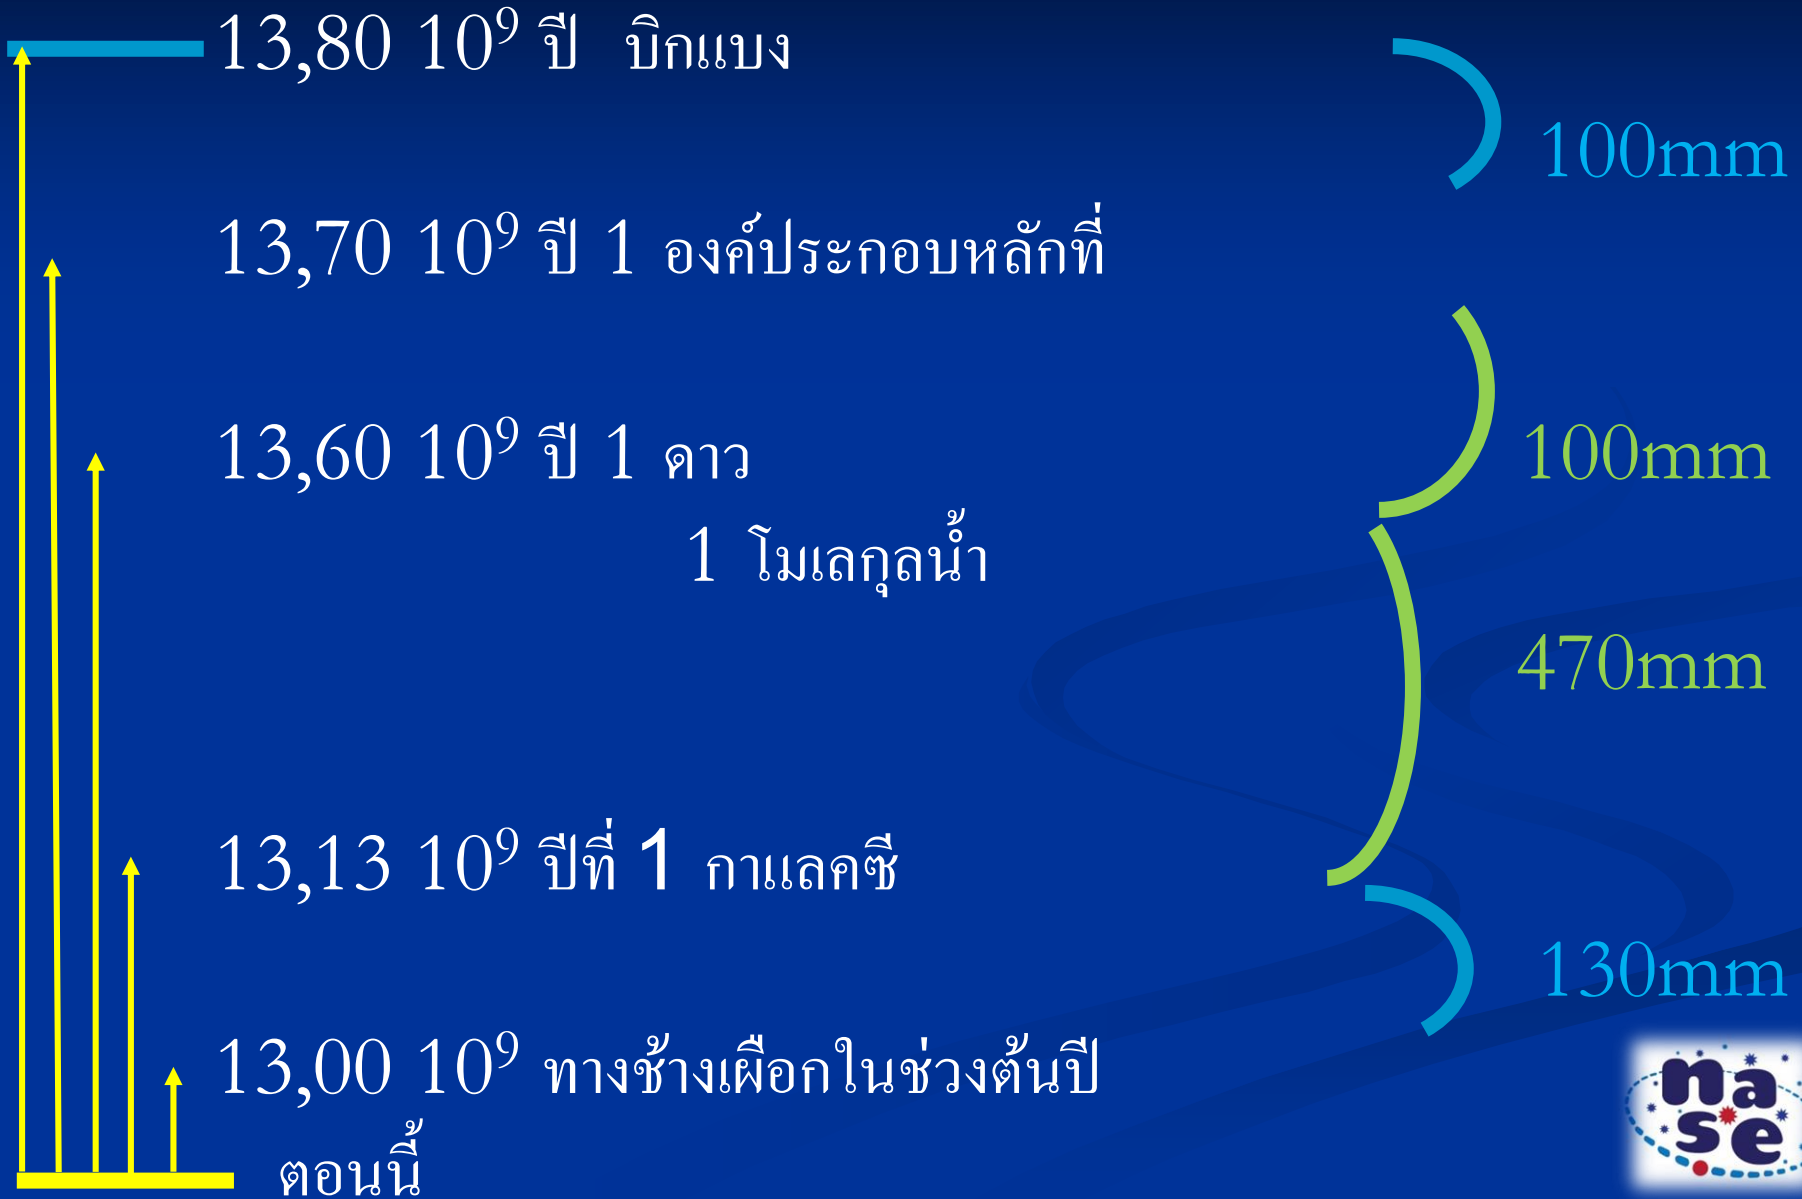 13,80 10⁹ ปี บิกแบง
100mm
13,70 10⁹ ปี 1 องค์ประกอบหลักที่
13,60 10⁹ ปี 1 ดาว
100mm
1 โมเลกุลน้ำ
470mm
13,13 10⁹ ปีที่ 1 กาแลคซี
130mm
13,00 10⁹ ทางช้างเผือกในช่วงต้นปี
ตอนนี้
nase